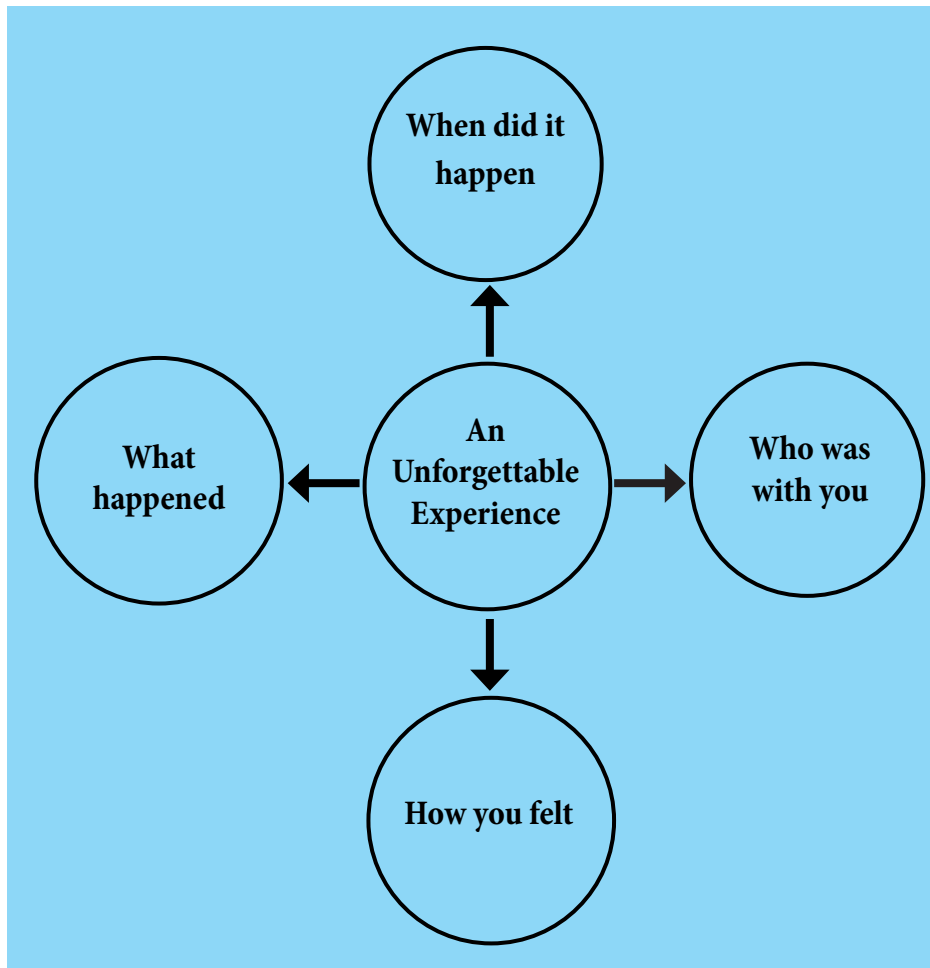 When did it
happen
What
happened
An
Unforgettable
Experience
Who was
with you
How you felt